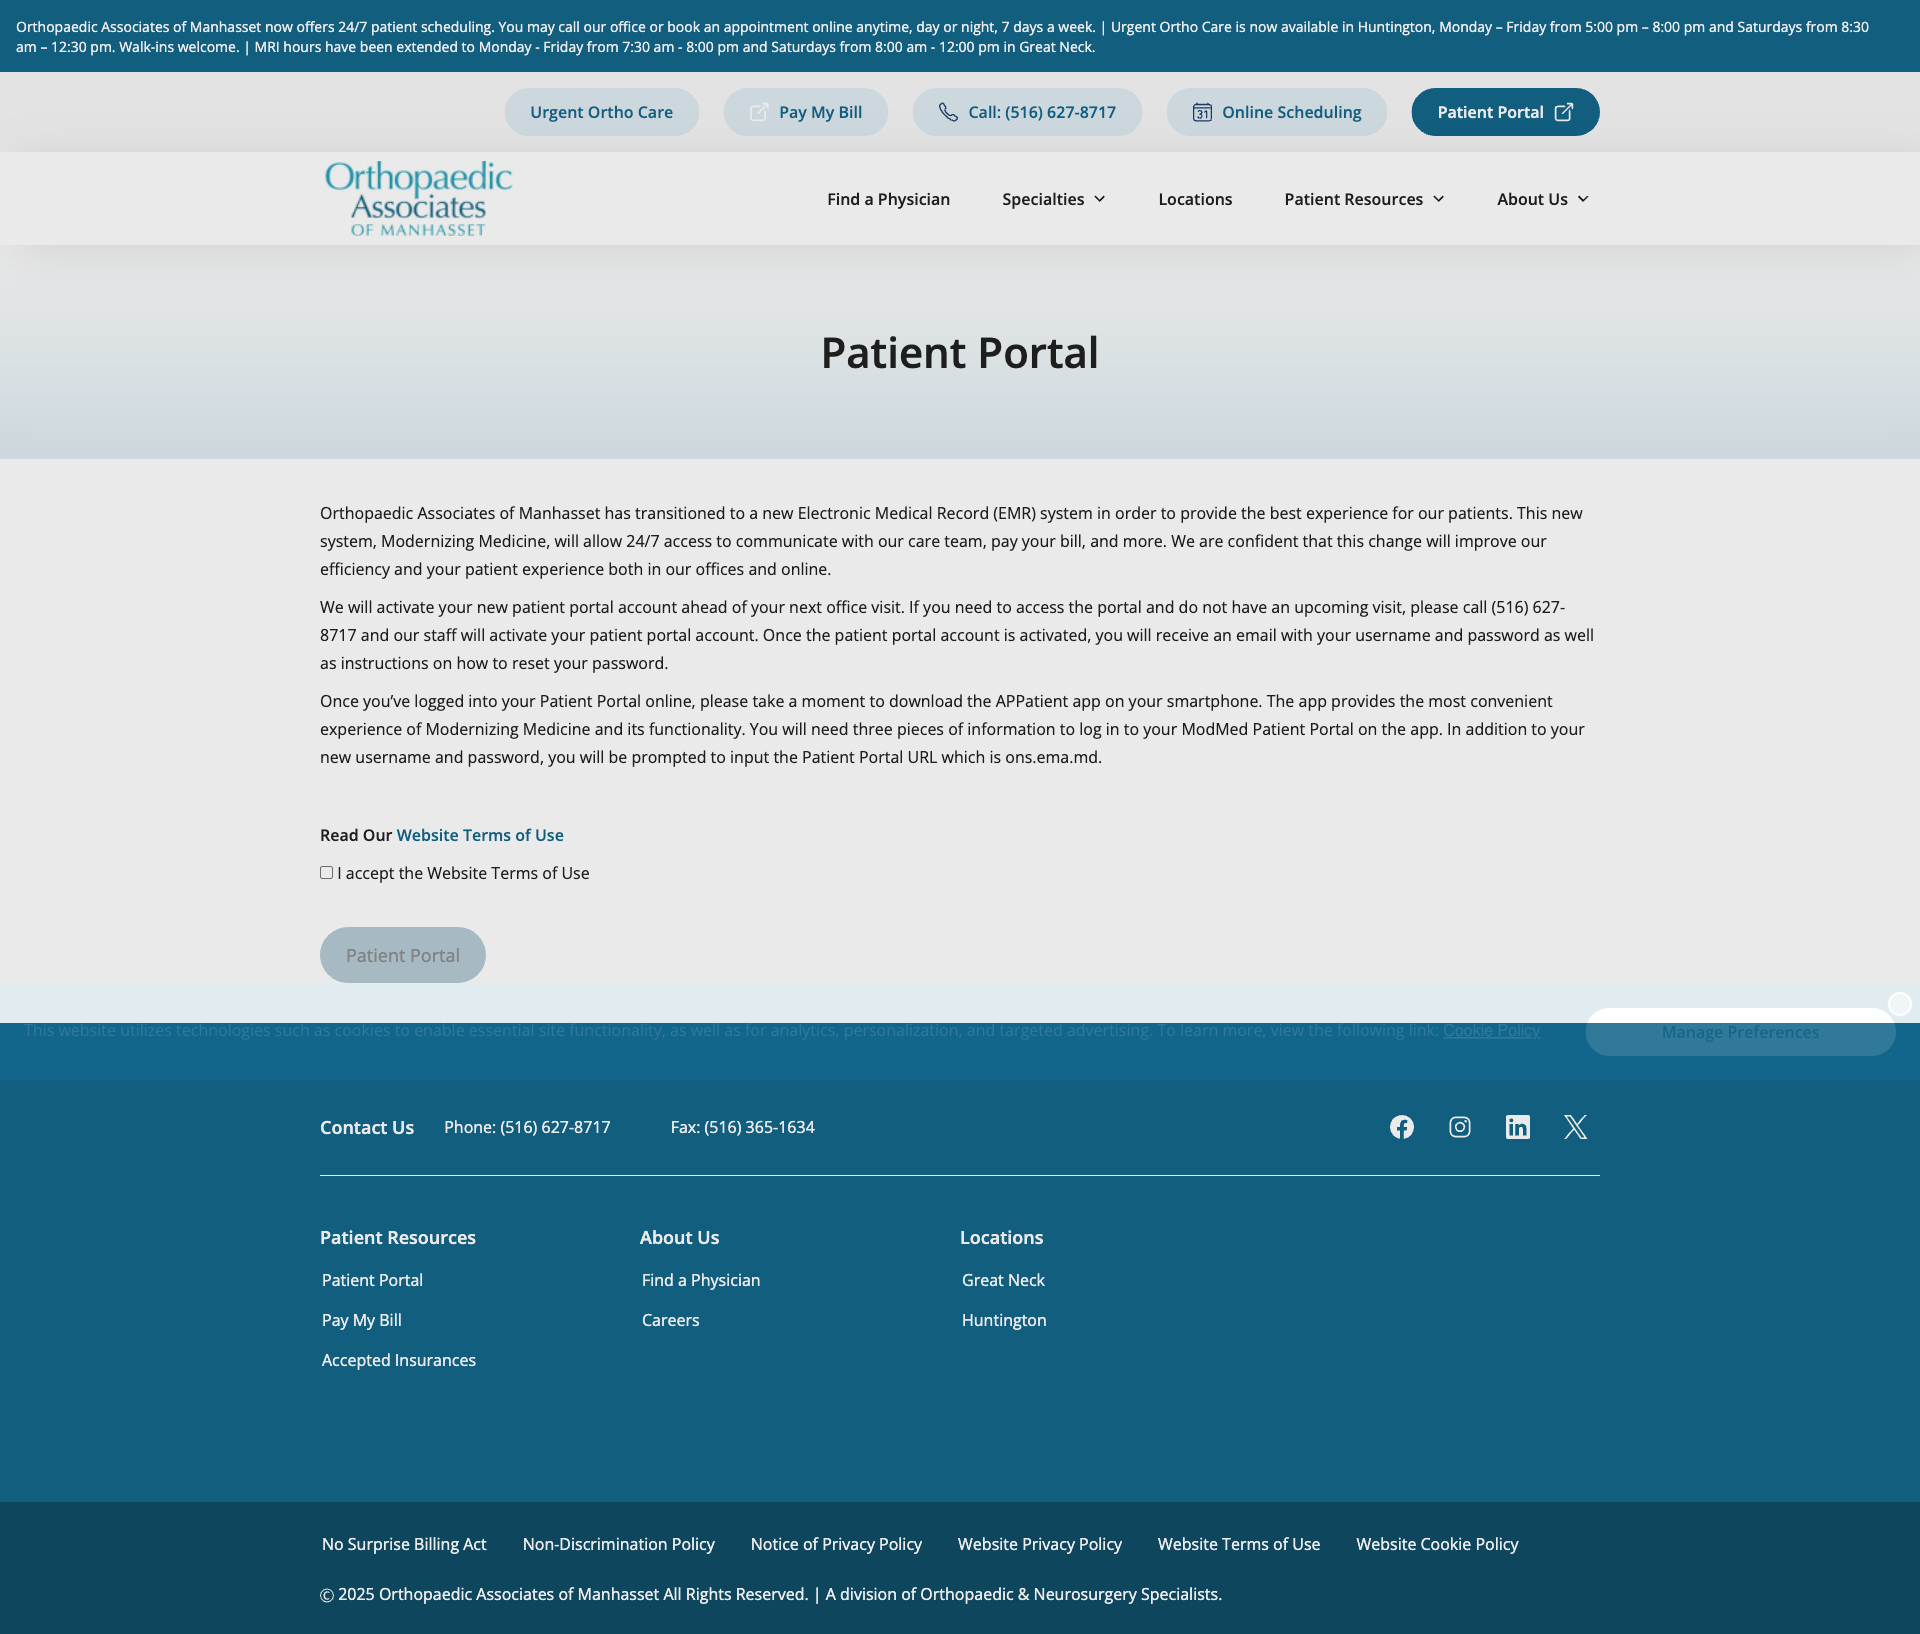 Orthopaedic Associates of Manhasset now offers 24/7 patient scheduling. You may call our office or book an appointment online anytime, day or night, 7 days a week. | Urgent Ortho Care is now available in Huntington, Monday – Friday from 5:00 pm – 8:00 pm and Saturdays from 8:30
am – 12:30 pm. Walk-ins welcome. | MRI hours have been extended to Monday - Friday from 7:30 am - 8:00 pm and Saturdays from 8:00 am - 12:00 pm in Great Neck.
Urgent Ortho Care
Pay My Bill
Call: (516) 627-8717
31 Online Scheduling
Patient Portal
Orthopaedic
Associates
OF MANHASSET
Find a Physician
Specialties
Locations
Patient Resources
About Us
Patient Portal
Orthopaedic Associates of Manhasset has transitioned to a new Electronic Medical Record (EMR) system in order to provide the best experience for our patients. This new
system, Modernizing Medicine, will allow 24/7 access to communicate with our care team, pay your bill, and more. We are confident that this change will improve our
efficiency and your patient experience both in our offices and online.
We will activate your new patient portal account ahead of your next office visit. If you need to access the portal and do not have an upcoming visit, please call (516) 627-
8717 and our staff will activate your patient portal account. Once the patient portal account is activated, you will receive an email with your username and password as well
as instructions on how to reset your password.
Once you’ve logged into your Patient Portal online, please take a moment to download the APPatient app on your smartphone. The app provides the most convenient
experience of Modernizing Medicine and its functionality. You will need three pieces of information to log in to your ModMed Patient Portal on the app. In addition to your
new username and password, you will be prompted to input the Patient Portal URL which is ons.ema.md.
Read Our Website Terms of Use
I accept the Website Terms of Use
Patient Portal
This website utilizes technologies such as cookies to enable essential site functionality, as well as for analytics, personalization, and targeted advertising. To learn more, view the following link: Cookie Policy
Manage Preferences
Contact Us
Phone: (516) 627-8717
Fax: (516) 365-1634
Patient Resources
Patient Portal
Pay My Bill
Accepted Insurances
About Us
Find a Physician
Careers
Locations
Great Neck
Huntington
No Surprise Billing Act
Non-Discrimination Policy
Notice of Privacy Policy
Website Privacy Policy
Website Terms of Use
Website Cookie Policy
© 2025 Orthopaedic Associates of Manhasset All Rights Reserved. | A division of Orthopaedic & Neurosurgery Specialists.